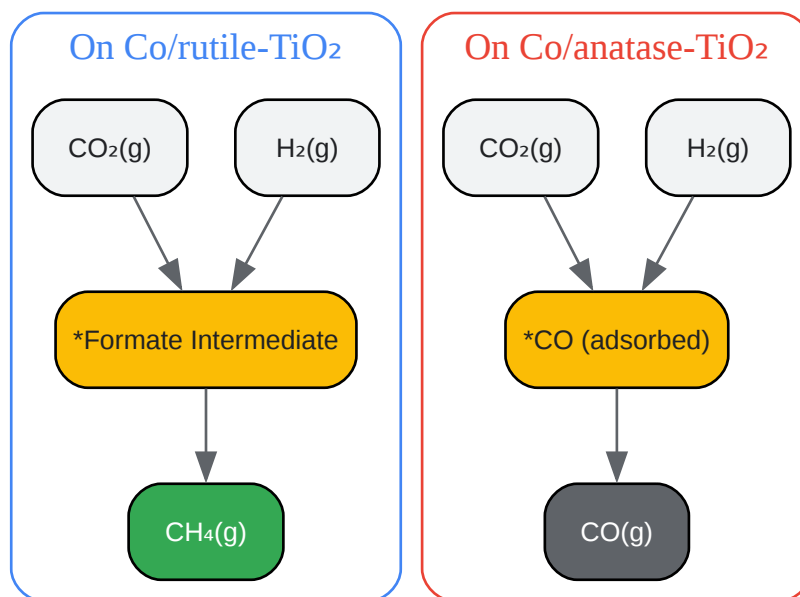 On Co/rutile-TiO₂
CO₂(g)
H₂(g)
*Formate Intermediate
CH₄(g)
On Co/anatase-TiO₂
CO₂(g)
H₂(g)
*CO (adsorbed)
CO(g)